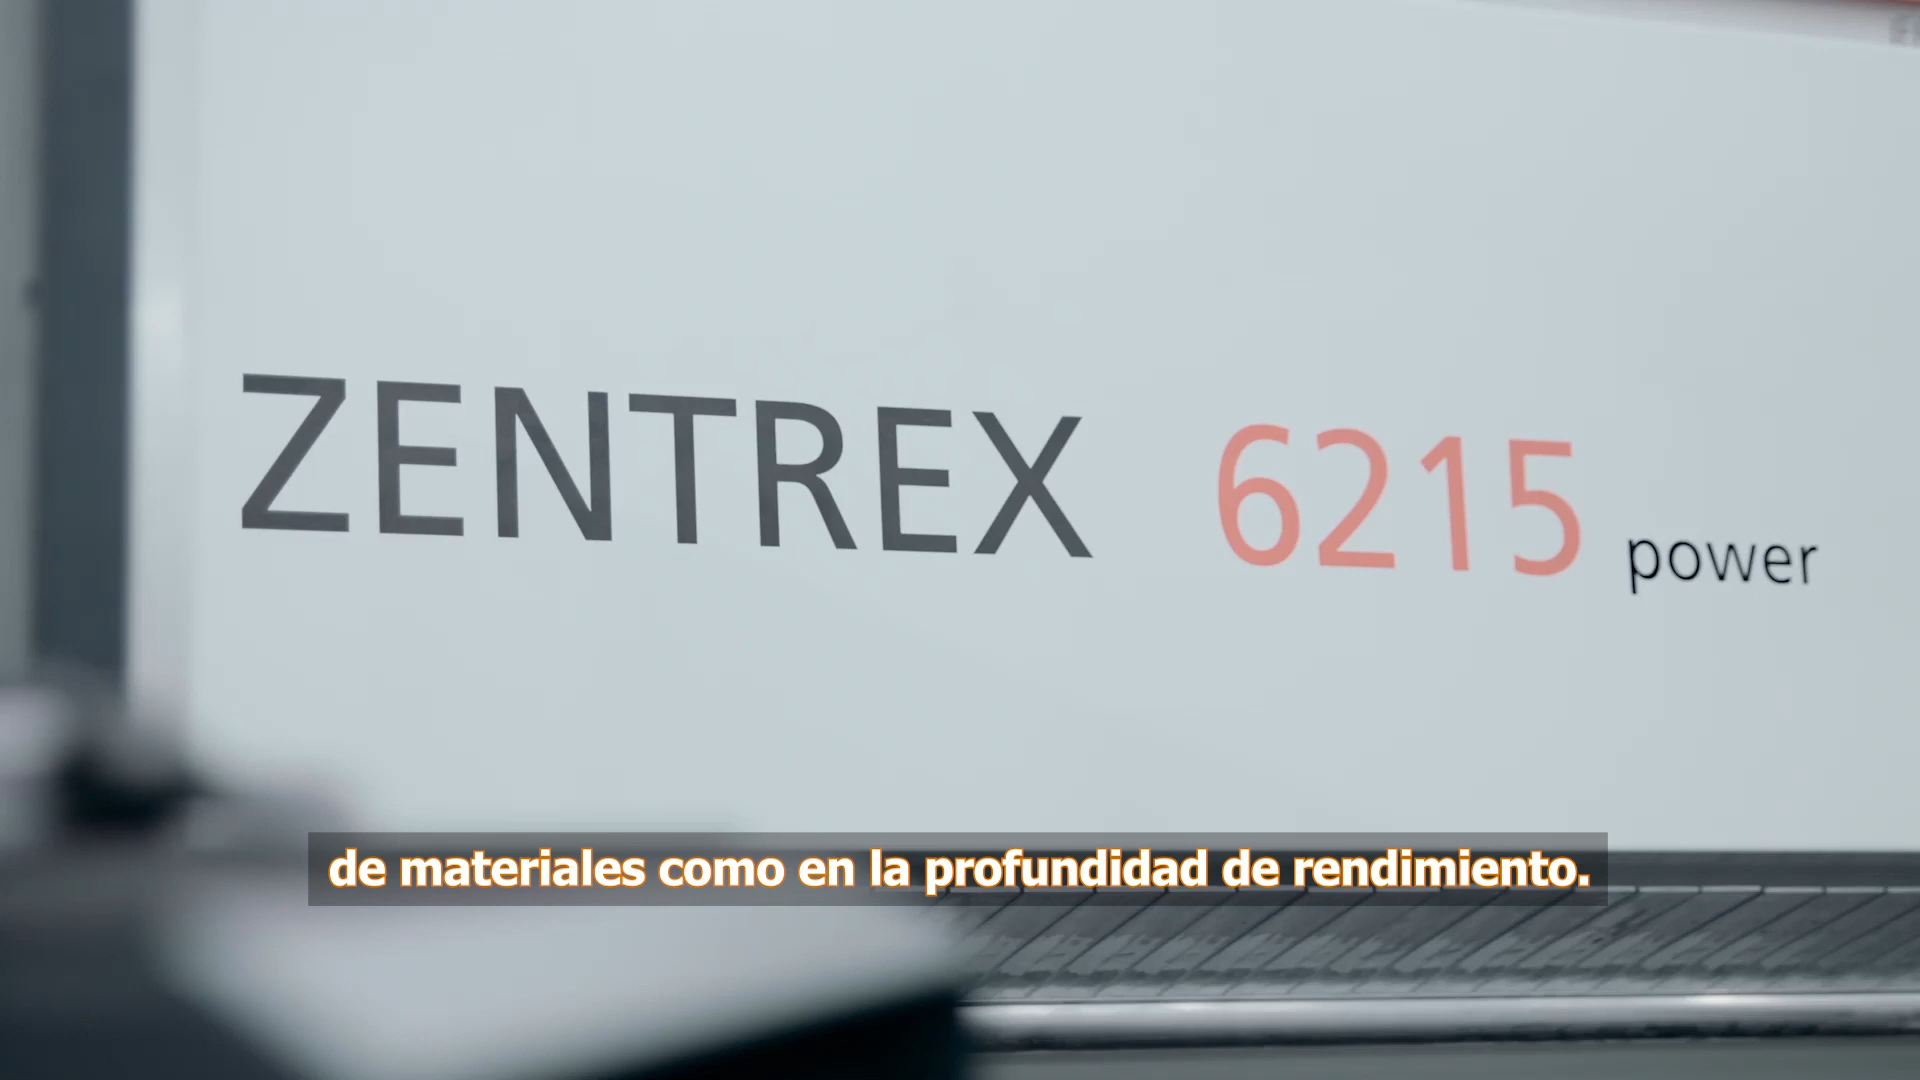 ZENTREX 6215 power
de materiales como en la profundidad de rendimiento.